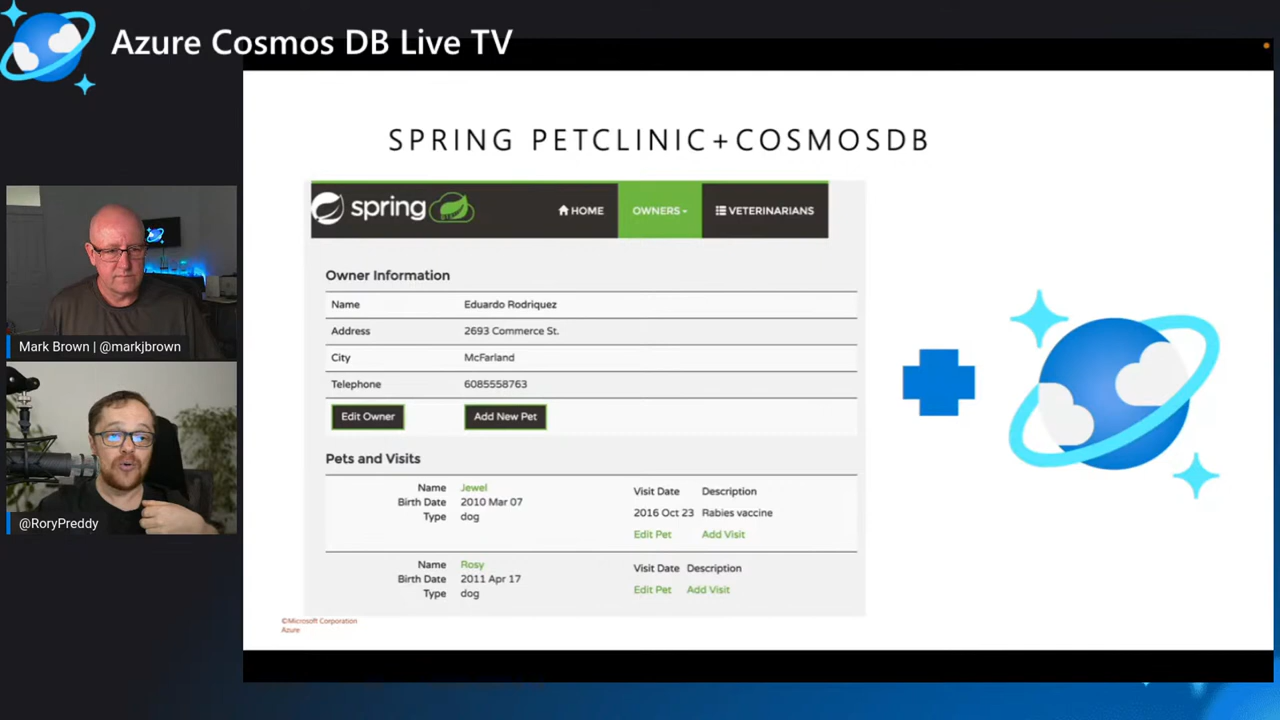 Azure Cosmos DB Live TV
SPRING PETCLINIC+COSMOSDB
spring
HOME OWNERS VETERINARIANS
Owner Information
Name Eduardo Rodriquez
Address 2693 Commerce St.
City McFarland
Telephone 6085558763
Edit Owner Add New Pet
Pets and Visits
Name Jewel
Birth Date 2010 Mar 07
Type dog
Visit Date Description
2016 Oct 23 Rabies vaccine
Edit Pet Add Visit
Name Rosy
Birth Date 2011 Apr 17
Type dog
Visit Date Description
Edit Pet Add Visit
©Microsoft Corporation
Azure
Mark Brown | @markjbrown
@RoryPreddy